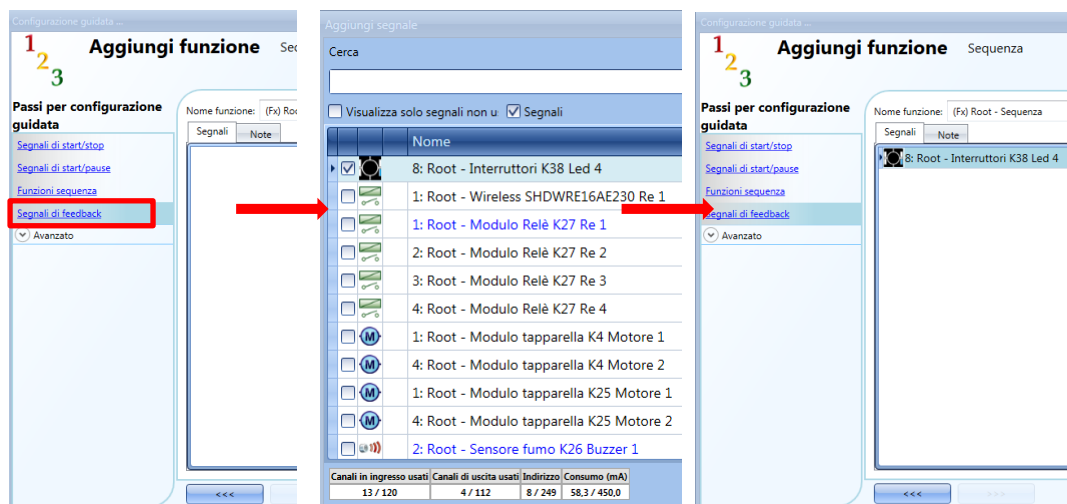 Configurazione guidata ...
1 2 3
Aggiungi funzione
Passi per configurazione guidata
Segnali di start/stop
Segnali di start/pause
Funzioni sequenza
Segnali di feedback
Avanzato
Nome funzione: (Fx)
Segnali Note
<<<
Aggiungi segnale
Cerca
Visualizza solo segnali non u: Segnali
Nome
8: Root - Interruttori K38 Led 4
1: Root - Wireless SHDWRE16AE230 Re 1
1: Root - Modulo Relè K27 Re 1
2: Root - Modulo Relè K27 Re 2
3: Root - Modulo Relè K27 Re 3
4: Root - Modulo Relè K27 Re 4
M 1: Root - Modulo tapparella K4 Motore 1
M 4: Root - Modulo tapparella K4 Motore 2
M 1: Root - Modulo tapparella K25 Motore 1
M 4: Root - Modulo tapparella K25 Motore 2
2: Root - Sensore fumo K26 Buzzer 1
Canali in ingresso usati Canali di uscita usati Indirizzo Consumo (mA)
13 / 120 4 / 112 8 / 249 58,3 / 450,0
Configurazione guidata ...
1 2 3
Aggiungi funzione Sequenza
Passi per configurazione guidata
Segnali di start/stop
Segnali di start/pause
Funzioni sequenza
Segnali di feedback
Avanzato
Nome funzione: (Fx) Root - Sequenza
Segnali Note
8: Root - Interruttori K38 Led 4
<<< >>>